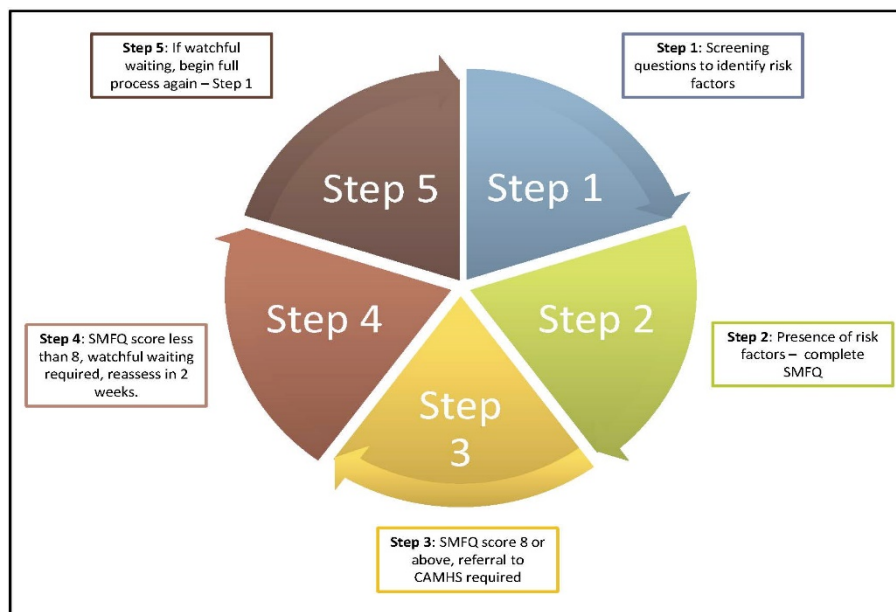 Step 5: If watchful
waiting, begin full
process again – Step 1
Step 1: Screening
questions to identify risk
factors
Step 5
Step 1
Step 4
Step 2
Step
3
Step 4: SMFQ score less
than 8, watchful waiting
required, reassess in 2
weeks.
Step 2: Presence of risk
factors – complete
SMFQ
Step 3: SMFQ score 8 or
above, referral to
CAMHS required